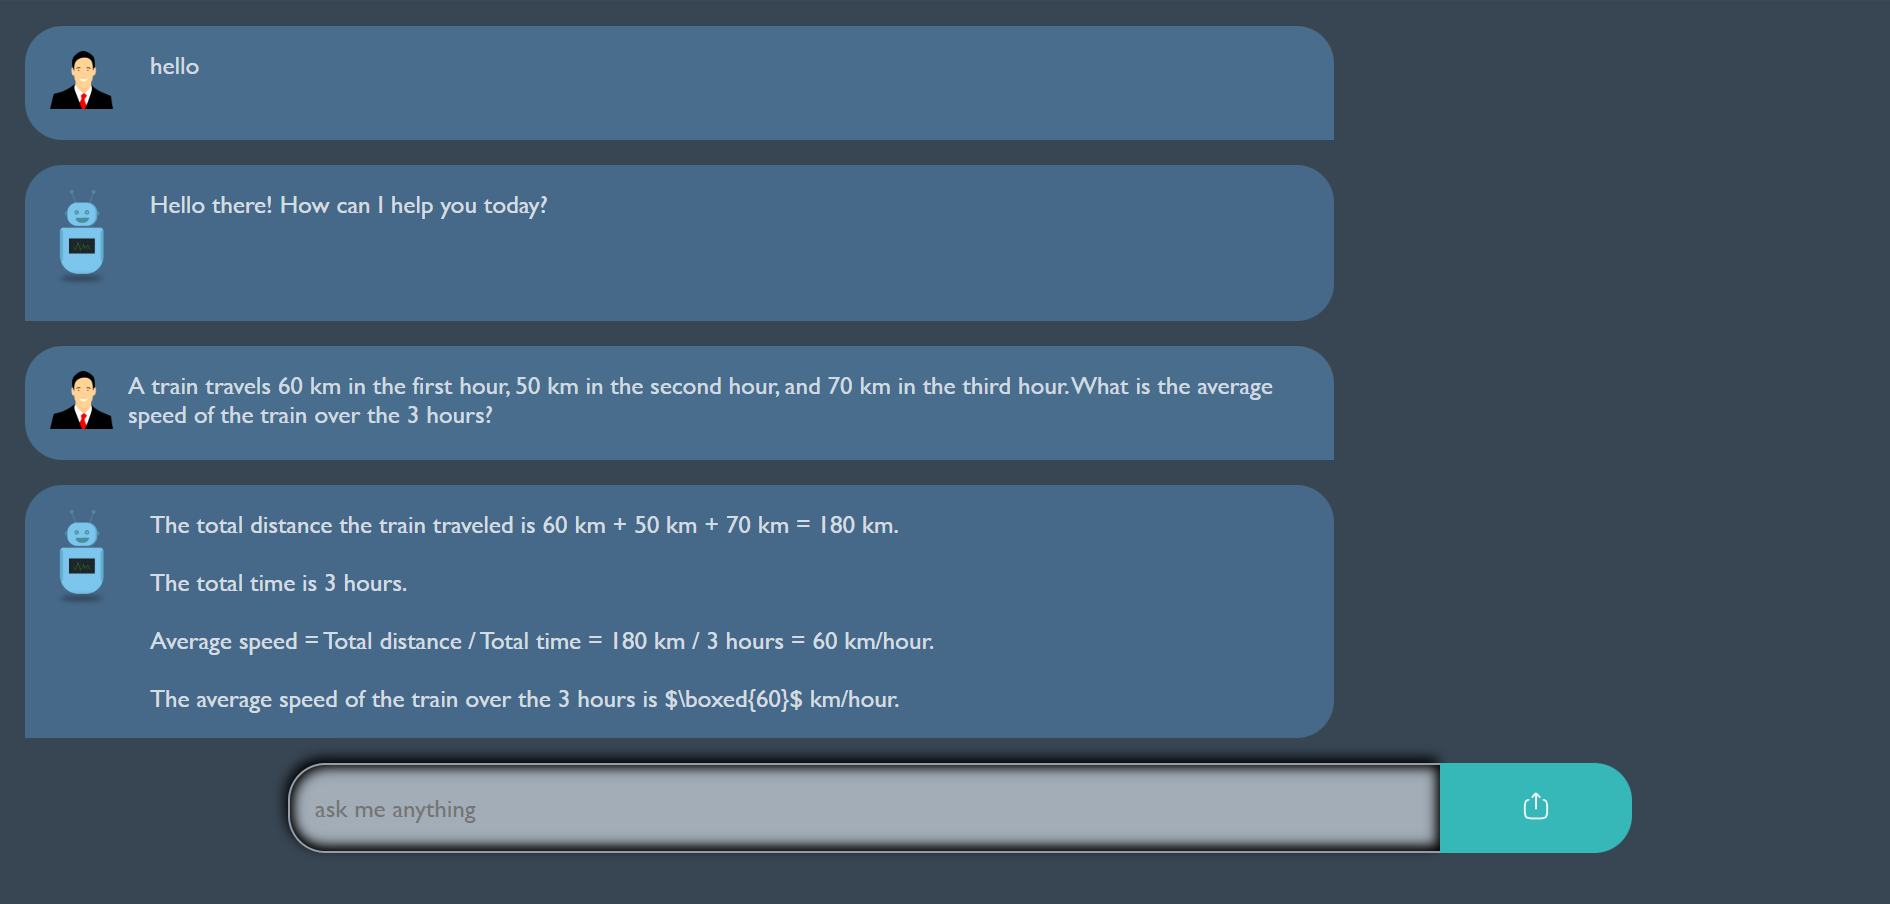 hello
Hello there! How can I help you today?
A train travels 60 km in the first hour, 50 km in the second hour, and 70 km in the third hour. What is the average
speed of the train over the 3 hours?
The total distance the train traveled is 60 km + 50 km + 70 km = 180 km.
The total time is 3 hours.
Average speed = Total distance / Total time = 180 km / 3 hours = 60 km/hour.
The average speed of the train over the 3 hours is $\boxed{60}$ km/hour.
ask me anything